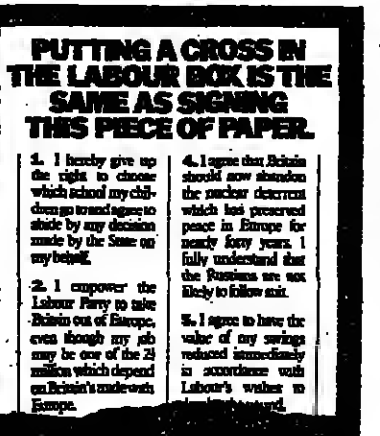 PUTTING A CROSS IN
THE LABOUR BOX IS THE
SAME AS SIGNING
THIS PIECE OF PAPER.
1. I hereby give up
the right to choose
which school my chil-
dren go to and agree to
abide by any decision
made by the State on
my behalf.
2. I empower the
Labour Party to take
Britain out of Europe,
even though my job
may be one of the 2½
million which depend
on Britain's trade with
Europe.
4. I agree that Britain
should now abandon
the nuclear deterrent
which has preserved
peace in Europe for
nearly forty years. I
fully understand that
the Russians are not
likely to follow suit.
5. I agree to have the
value of my savings
reduced immediately
in accordance with
Labour's wishes to